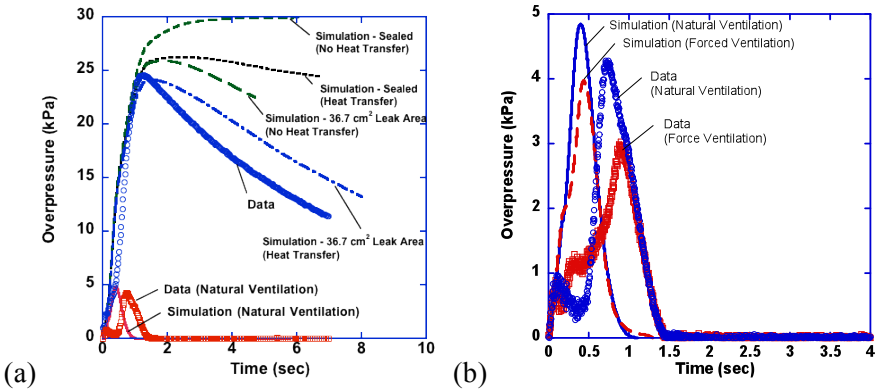 30
25
20
15
10
5
0
0
2
4
6
8
10
Overpressure (kPa)
Time (sec)
Simulation - Sealed
(No Heat Transfer)
Simulation - Sealed
(Heat Transfer)
Simulation - 36.7 cm² Leak Area
(No Heat Transfer)
Data
Simulation - 36.7 cm² Leak Area
(Heat Transfer)
Data (Natural Ventilation)
Simulation (Natural Ventilation)
(a)
5
4
3
2
1
0
0
0.5
1
1.5
2
2.5
3
3.5
4
Overpressure (kPa)
Time (sec)
Simulation (Natural Ventilation)
Simulation (Forced Ventilation)
Data
(Natural Ventilation)
Data
(Force Ventilation)
(b)